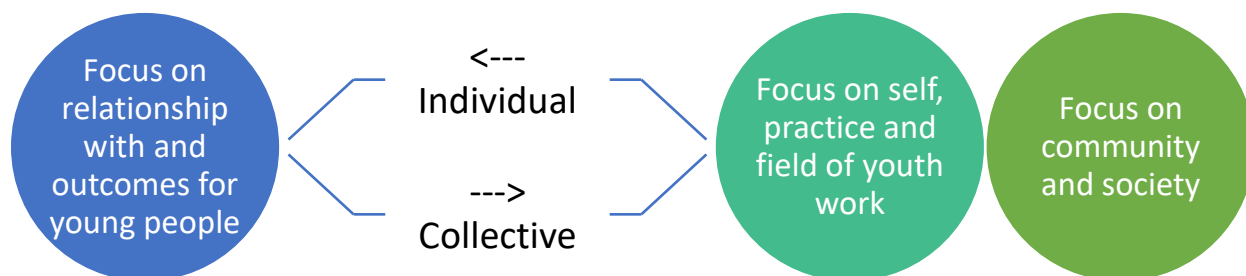 Focus on
relationship
with and
outcomes for
young people
<---
Individual
--->
Collective
Focus on self,
practice and
field of youth
work
Focus on
community
and society